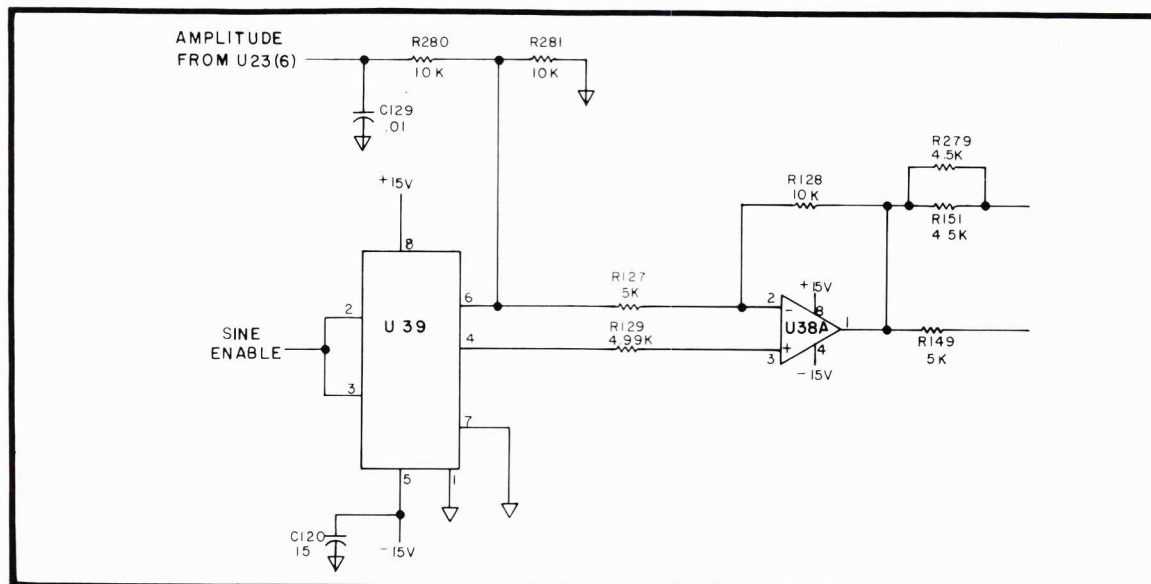 AMPLITUDE
FROM U23(6)
R280
10K
R281
10K
C129
.01
+15V
8
R279
4.5K
R128
10K
R151
4 5K
2
3
SINE
ENABLE
U 39
6
4
7
5
1
R127
5K
R129
4.99K
2
-
+15V
8
U38A
1
+
3
4
-15V
R149
5K
C120
15
-15V